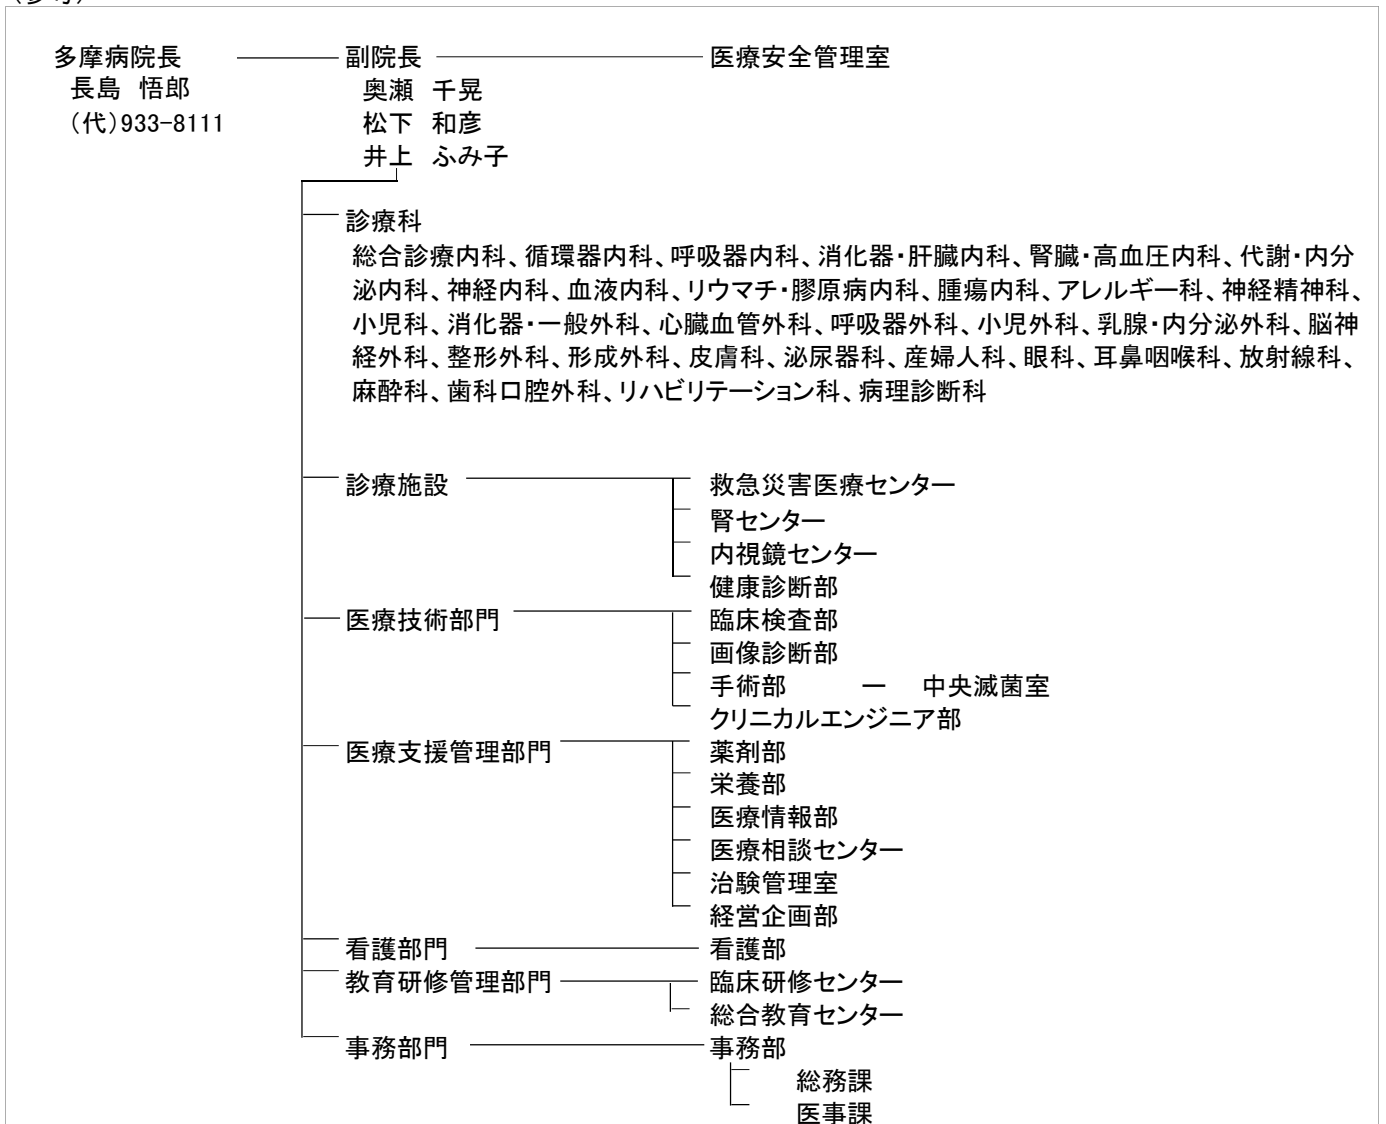 (参考)
多摩病院長 副院長 医療安全管理室
長島 悟郎 奥瀬 千晃
(代)933-8111 松下 和彦
井上 ふみ子
診療科
総合診療内科、循環器内科、呼吸器内科、消化器・肝臓内科、腎臓・高血圧内科、代謝・内分
泌内科、神経内科、血液内科、リウマチ・膠原病内科、腫瘍内科、アレルギー科、神経精神科、
小児科、消化器・一般外科、心臓血管外科、呼吸器外科、小児外科、乳腺・内分泌外科、脳神
経外科、整形外科、形成外科、皮膚科、泌尿器科、産婦人科、眼科、耳鼻咽喉科、放射線科、
麻酔科、歯科口腔外科、リハビリテーション科、病理診断科
診療施設 救急災害医療センター
腎センター
内視鏡センター
健康診断部
医療技術部門 臨床検査部
画像診断部
手術部 ー 中央滅菌室
クリニカルエンジニア部
医療支援管理部門 薬剤部
栄養部
医療情報部
医療相談センター
治験管理室
経営企画部
看護部門 看護部
教育研修管理部門 臨床研修センター
総合教育センター
事務部門 事務部
総務課
医事課